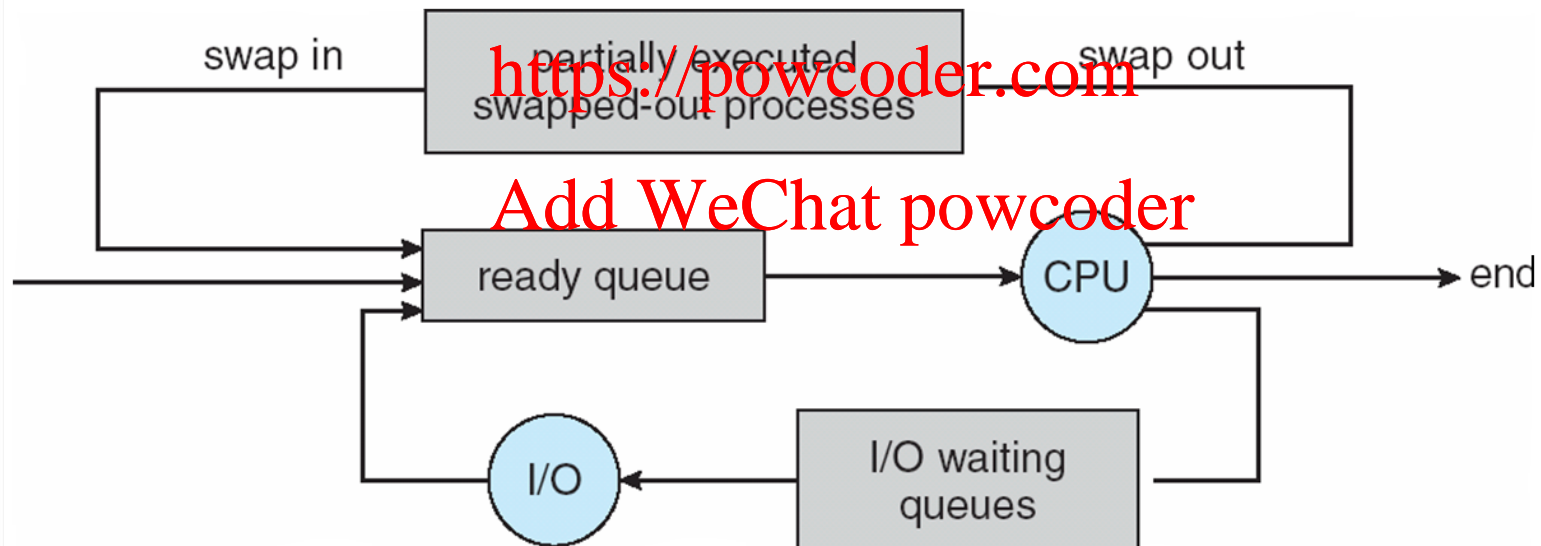 swap in
partially executed
swapped-out processes
swap out
https://powcoder.com
Add WeChat powcoder
ready queue
CPU
end
I/O
I/O waiting
queues